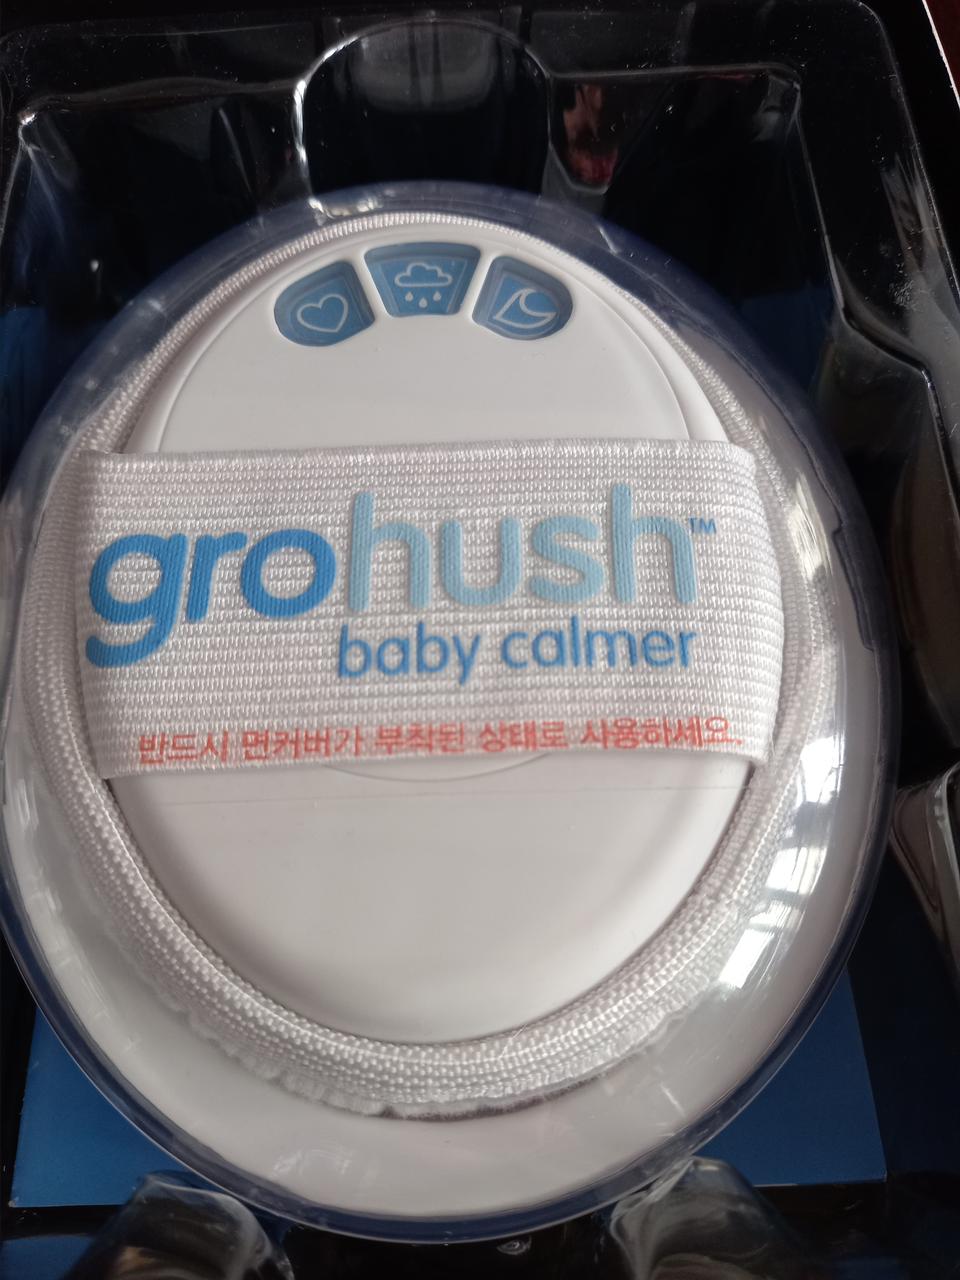 grohush™
baby calmer
반드시 면커버가 부착된 상태로 사용하세요.